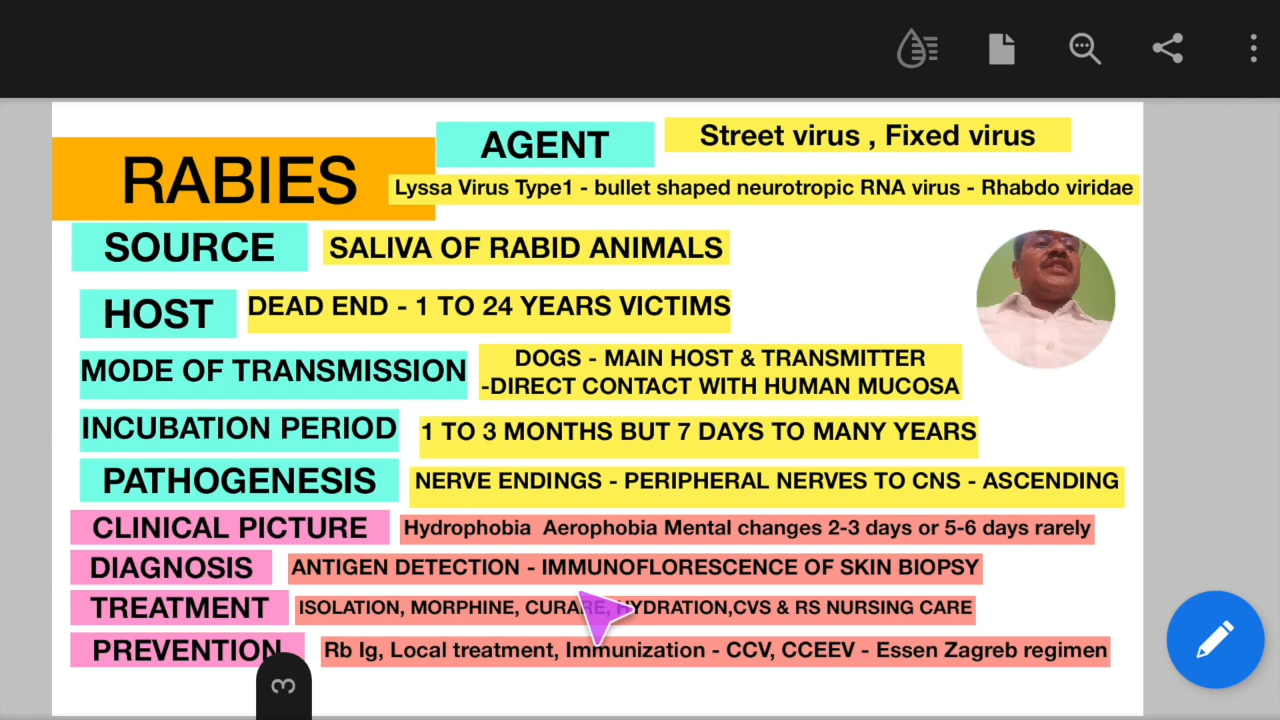 RABIES
AGENT
Street virus , Fixed virus
Lyssa Virus Type1 - bullet shaped neurotropic RNA virus - Rhabdo viridae
SOURCE
SALIVA OF RABID ANIMALS
HOST
DEAD END - 1 TO 24 YEARS VICTIMS
MODE OF TRANSMISSION
DOGS - MAIN HOST & TRANSMITTER
-DIRECT CONTACT WITH HUMAN MUCOSA
INCUBATION PERIOD
1 TO 3 MONTHS BUT 7 DAYS TO MANY YEARS
PATHOGENESIS
NERVE ENDINGS - PERIPHERAL NERVES TO CNS - ASCENDING
CLINICAL PICTURE
Hydrophobia Aerophobia Mental changes 2-3 days or 5-6 days rarely
DIAGNOSIS
ANTIGEN DETECTION - IMMUNOFLORESCENCE OF SKIN BIOPSY
TREATMENT
ISOLATION, MORPHINE, CURARE, HYDRATION,CVS & RS NURSING CARE
PREVENTION
Rb Ig, Local treatment, Immunization - CCV, CCEEV - Essen Zagreb regimen
3